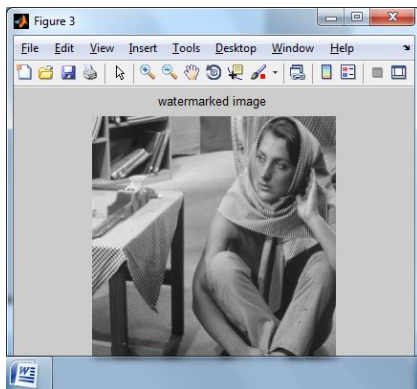 Figure 3
File Edit View Insert Tools Desktop Window Help
watermarked image
W